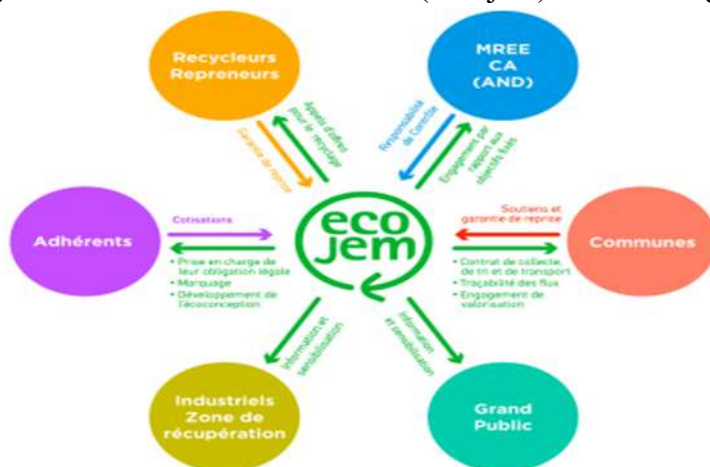 Recycleurs
Repreneurs
MREE
CA
(AND)
Appels d'offres
pour le recyclage
Garantie de reprise
Responsabilité
de Contrôle
Engagement par
rapport aux
objectifs fixés
eco
jem
Adhérents
Cotisations
• Prise en charge de
leur obligation légale
• Marquage
• Développement de
l'écoconception
Soutiens et
garantie de reprise
Communes
• Contrat de collecte,
de tri et de transport
• Traçabilité des flux
• Engagement de
valorisation
Information et
sensibilisation
Information
et sensibilisation
Industriels
Zone de
récupération
Grand
Public